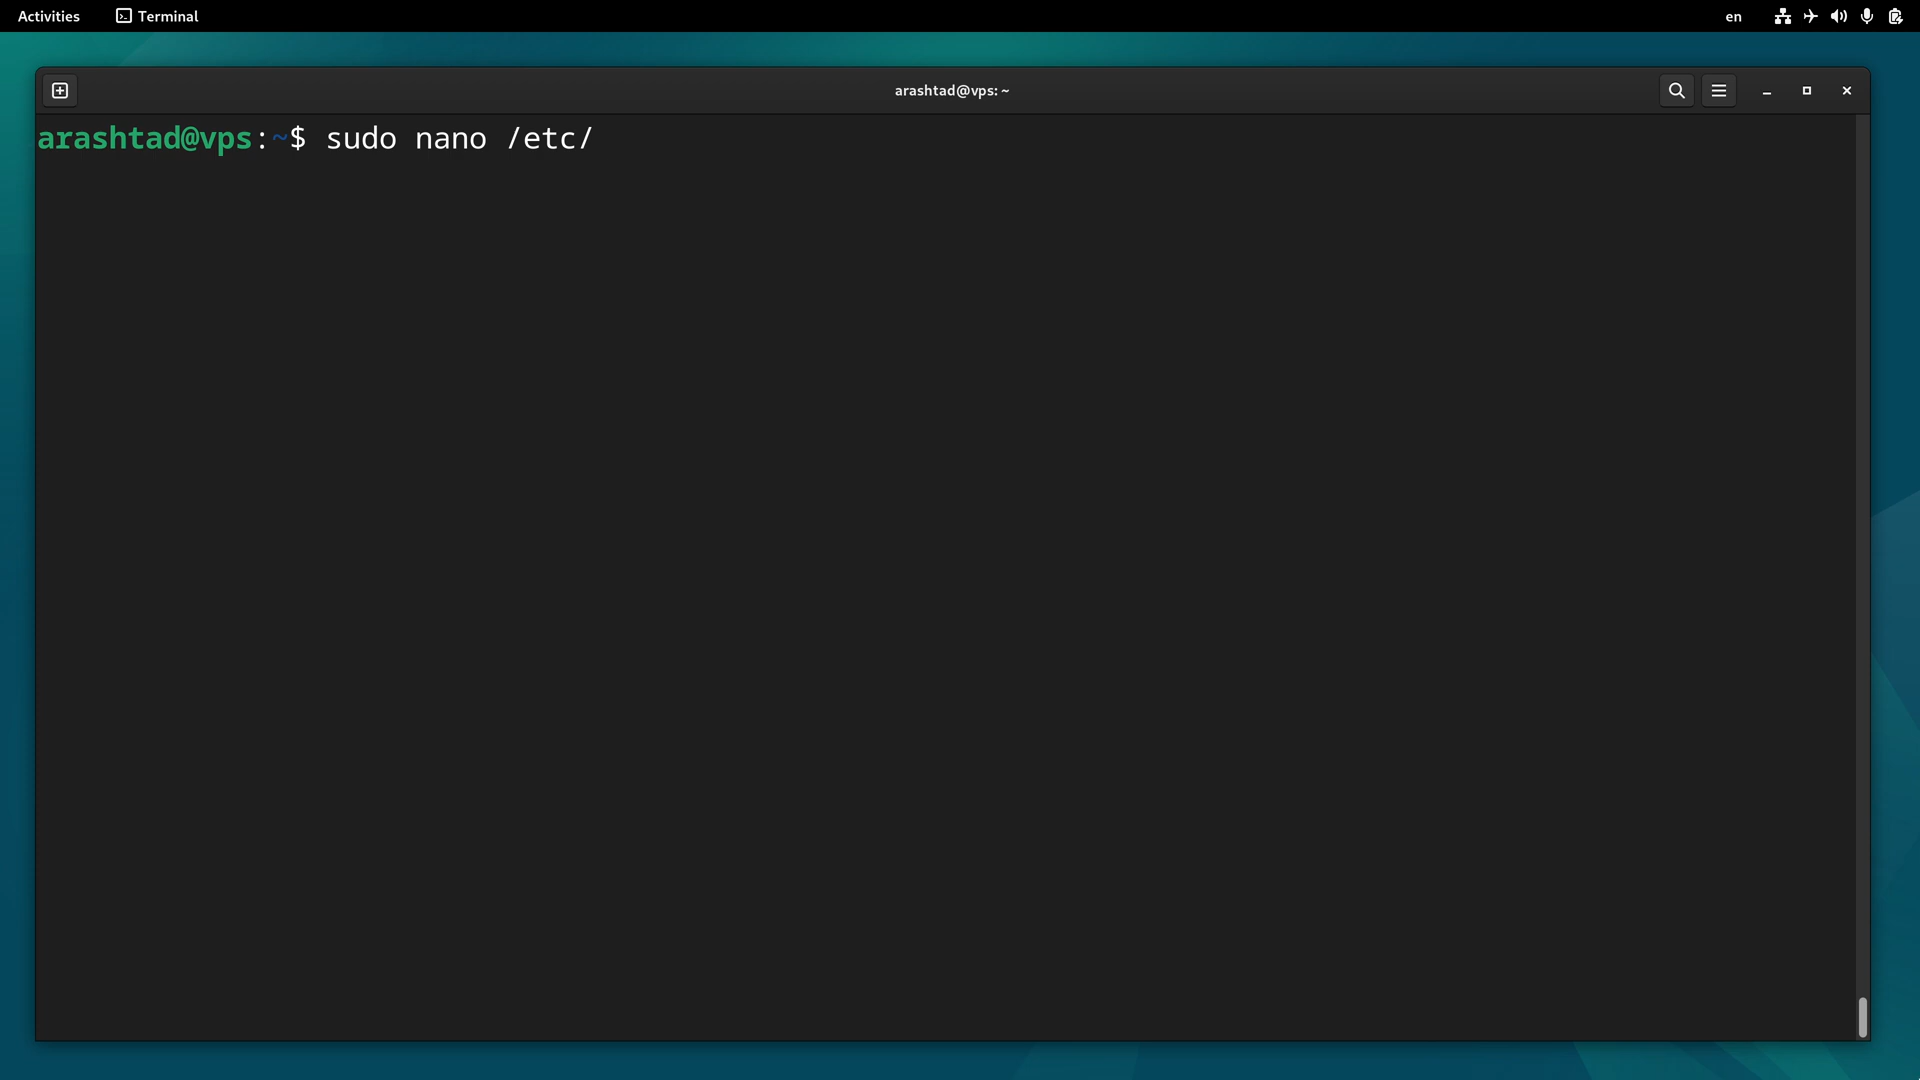 Activities Terminal en
arashtad@vps: ~
arashtad@vps:~$ sudo nano /etc/